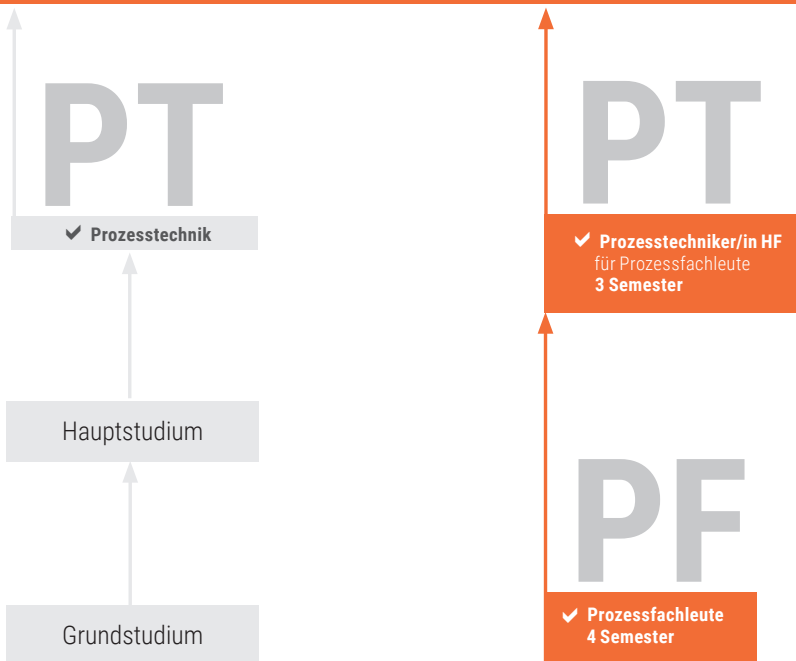 PT
Prozesstechnik
Hauptstudium
Grundstudium
PT
Prozesstechniker/in HF
für Prozessfachleute
3 Semester
PF
Prozessfachleute
4 Semester